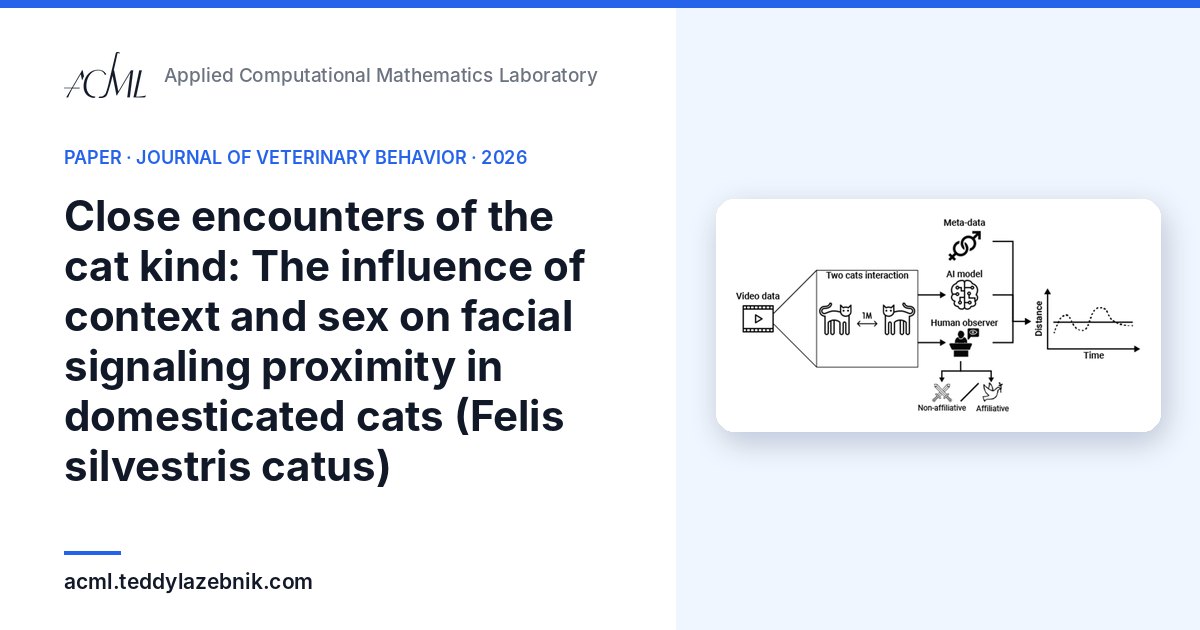 ACML
Applied Computational Mathematics Laboratory
PAPER · JOURNAL OF VETERINARY BEHAVIOR · 2026
Close encounters of the
cat kind: The influence of
context and sex on facial
signaling proximity in
domesticated cats (Felis
silvestris catus)
acml.teddylazebnik.com
Meta-data
Two cats interaction
AI model
Video data
1M
Human observer
Distance
Time
Non-affiliative
Affiliative